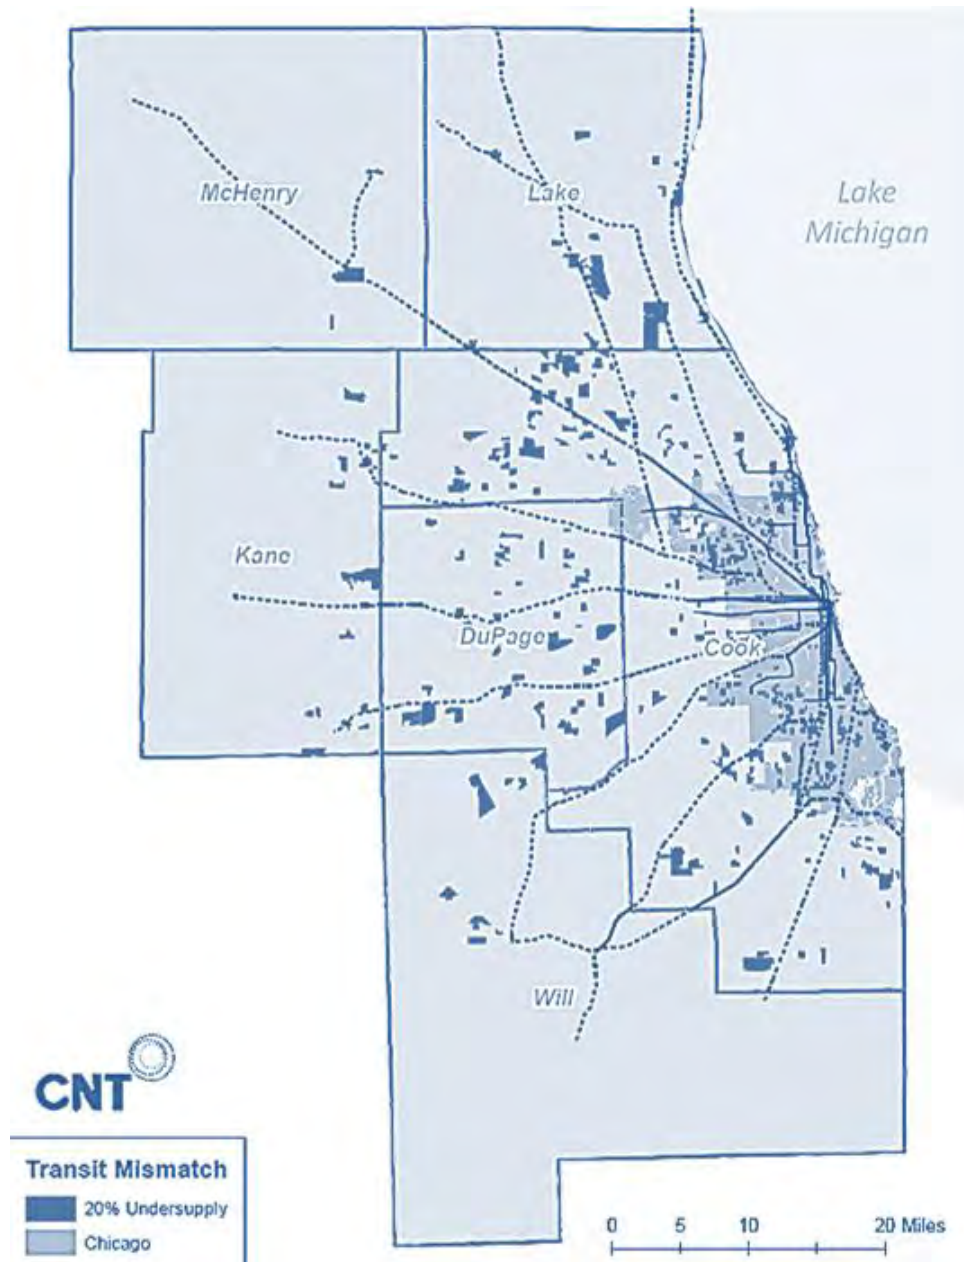 McHenry
Lake
Lake
Michigan
Kane
DuPage
Cook
Will
CNT
Transit Mismatch
20% Undersupply
Chicago
0 5 10 20 Miles